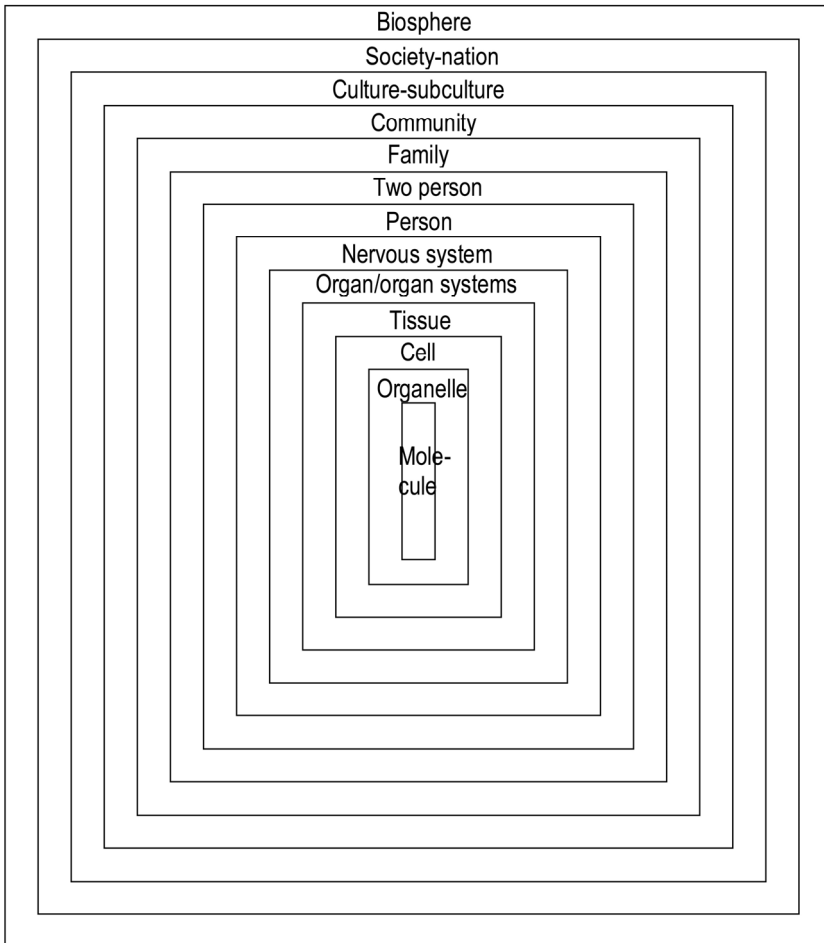 Biosphere
Society-nation
Culture-subculture
Community
Family
Two person
Person
Nervous system
Organ/organ systems
Tissue
Cell
Organelle
Mole-
cule